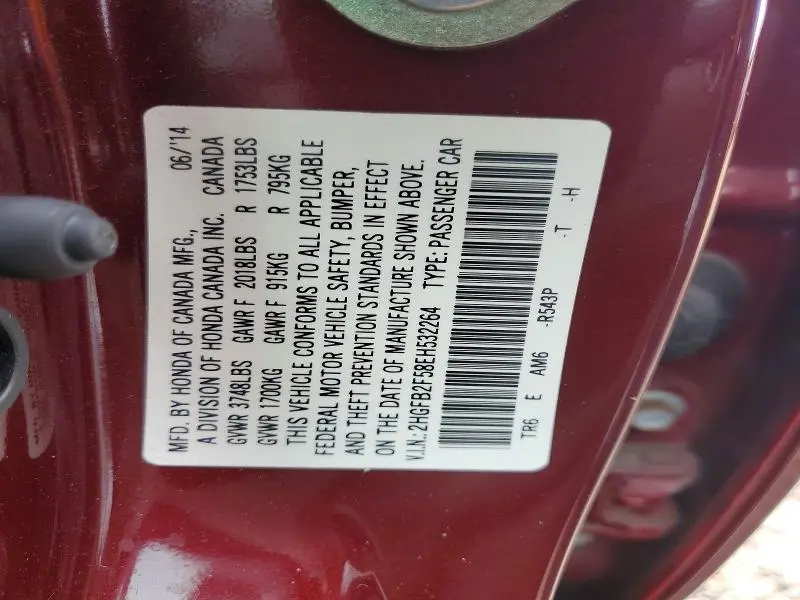 MFD. BY HONDA OF CANADA MFG., 06/'14
A DIVISION OF HONDA CANADA INC. CANADA
GVWR 3748LBS GAWR F 2018LBS R 1753LBS
GVWR 1700KG GAWR F 915KG R 795KG
THIS VEHICLE CONFORMS TO ALL APPLICABLE
FEDERAL MOTOR VEHICLE SAFETY, BUMPER,
AND THEFT PREVENTION STANDARDS IN EFFECT
ON THE DATE OF MANUFACTURE SHOWN ABOVE.
V.I.N.: 2HGFB2F58EH532264 TYPE: PASSENGER CAR
TR6 E AM6 -R543P -T -H